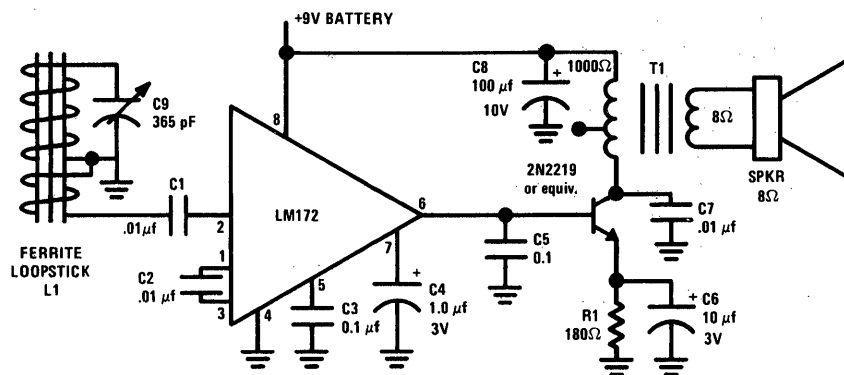 +9V BATTERY
C9
365 pF
C8
100 µf
10V
+
1000Ω
T1
8Ω
SPKR
8Ω
8
C1
.01µf
2
LM172
6
7
2N2219
or equiv.
C7
.01 µf
FERRITE
LOOPSTICK
L1
C2
.01 µf
1
3
4
5
C3
0.1 µf
+
C4
1.0 µf
3V
C5
0.1
R1
180Ω
+
C6
10 µf
3V